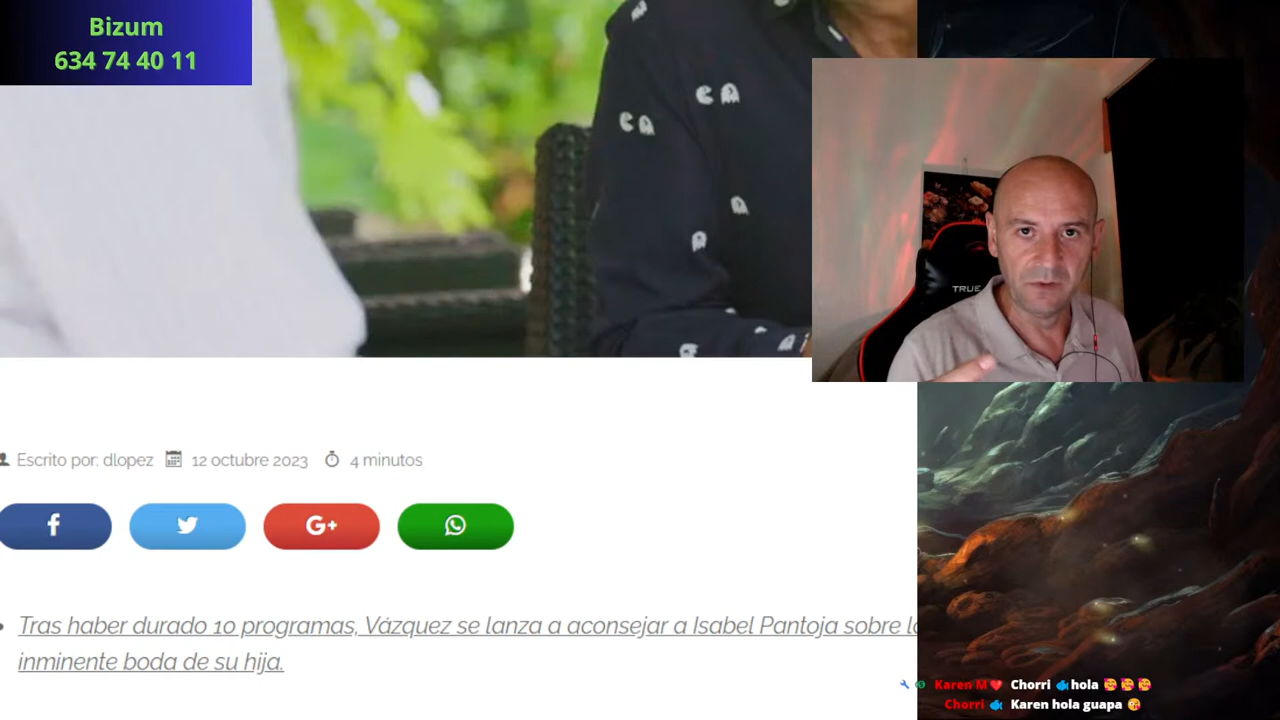 Bizum
634 74 40 11
TRUE
Escrito por: dlopez 12 octubre 2023 4 minutos
f G+
Tras haber durado 10 programas, Vázquez se lanza a aconsejar a Isabel Pantoja sobre l
inminente boda de su hija.
Karen M❤️ Chorri 🐟hola 🥰🥰🥰
Chorri 🐟 Karen hola guapa 😘